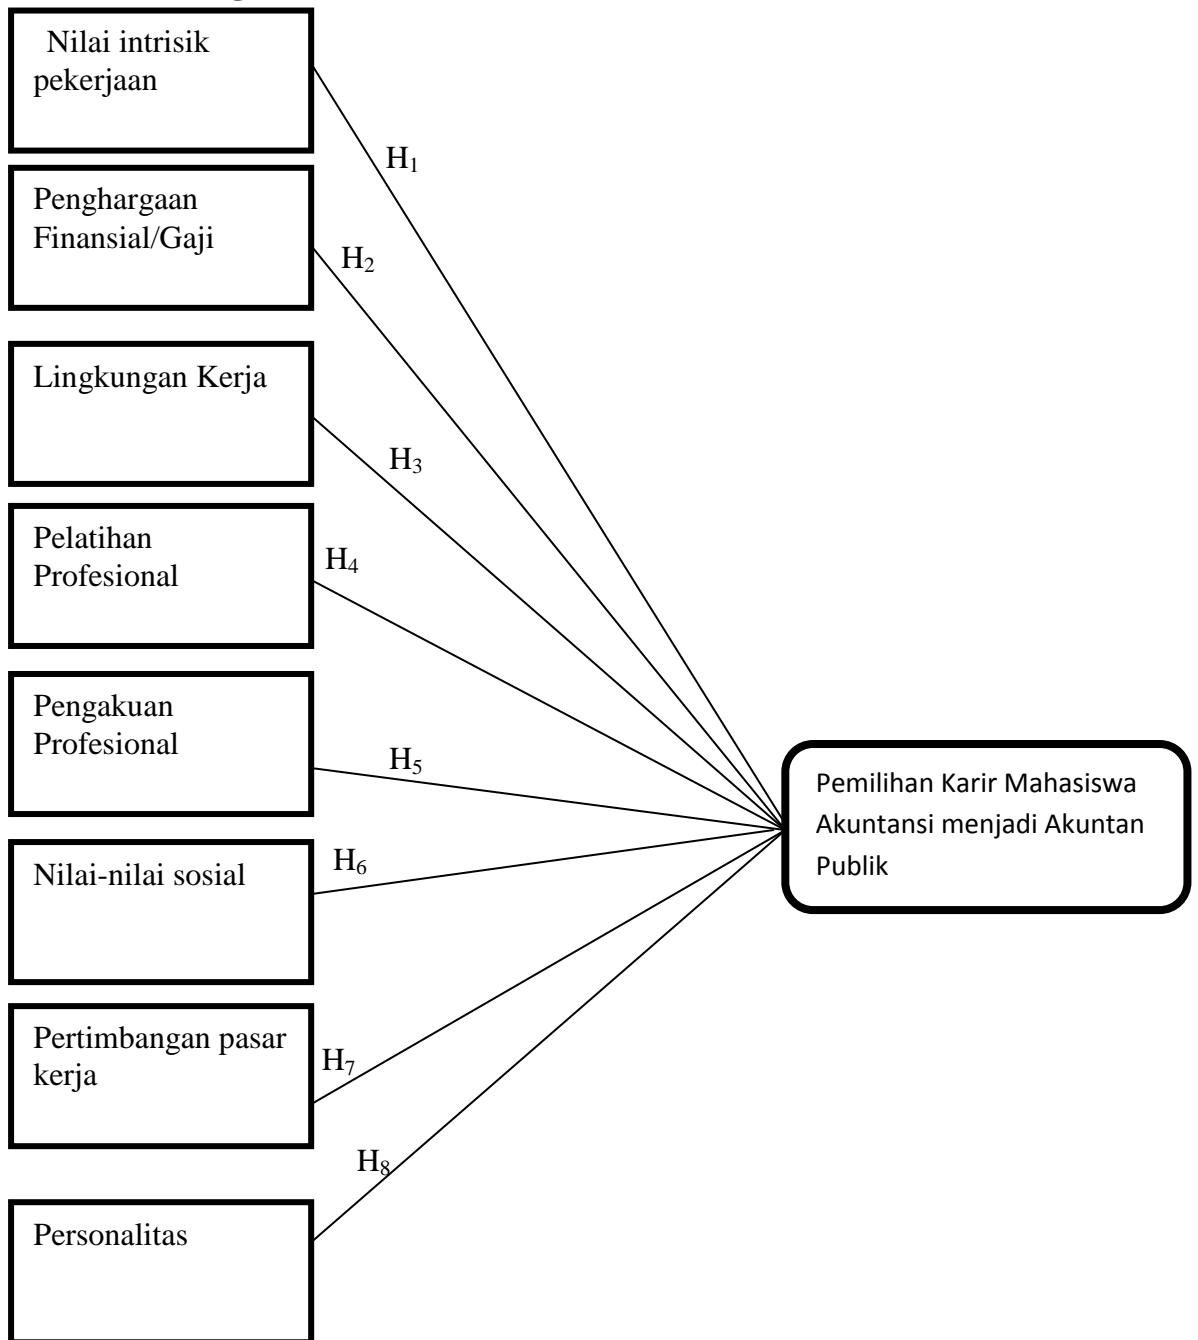 Nilai intrisik
pekerjaan
H₁
Penghargaan
Finansial/Gaji
H₂
Lingkungan Kerja
H₃
Pelatihan
Profesional
H₄
Pengakuan
Profesional
H₅
Pemilihan Karir Mahasiswa
Akuntansi menjadi Akuntan
Publik
Nilai-nilai sosial
H₆
Pertimbangan pasar
kerja
H₇
H₈
Personalitas